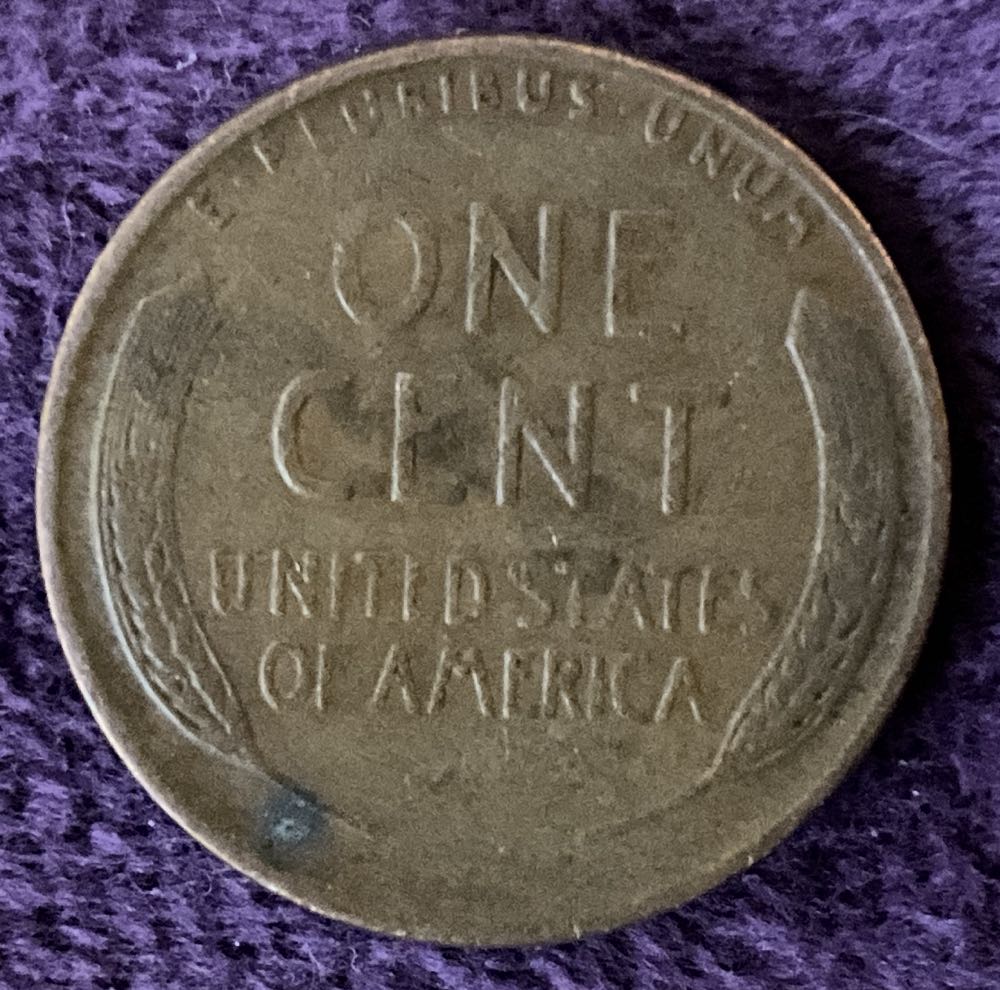 E·PLURIBUS·UNUM
ONE
CENT
UNITED STATES
OF AMERICA